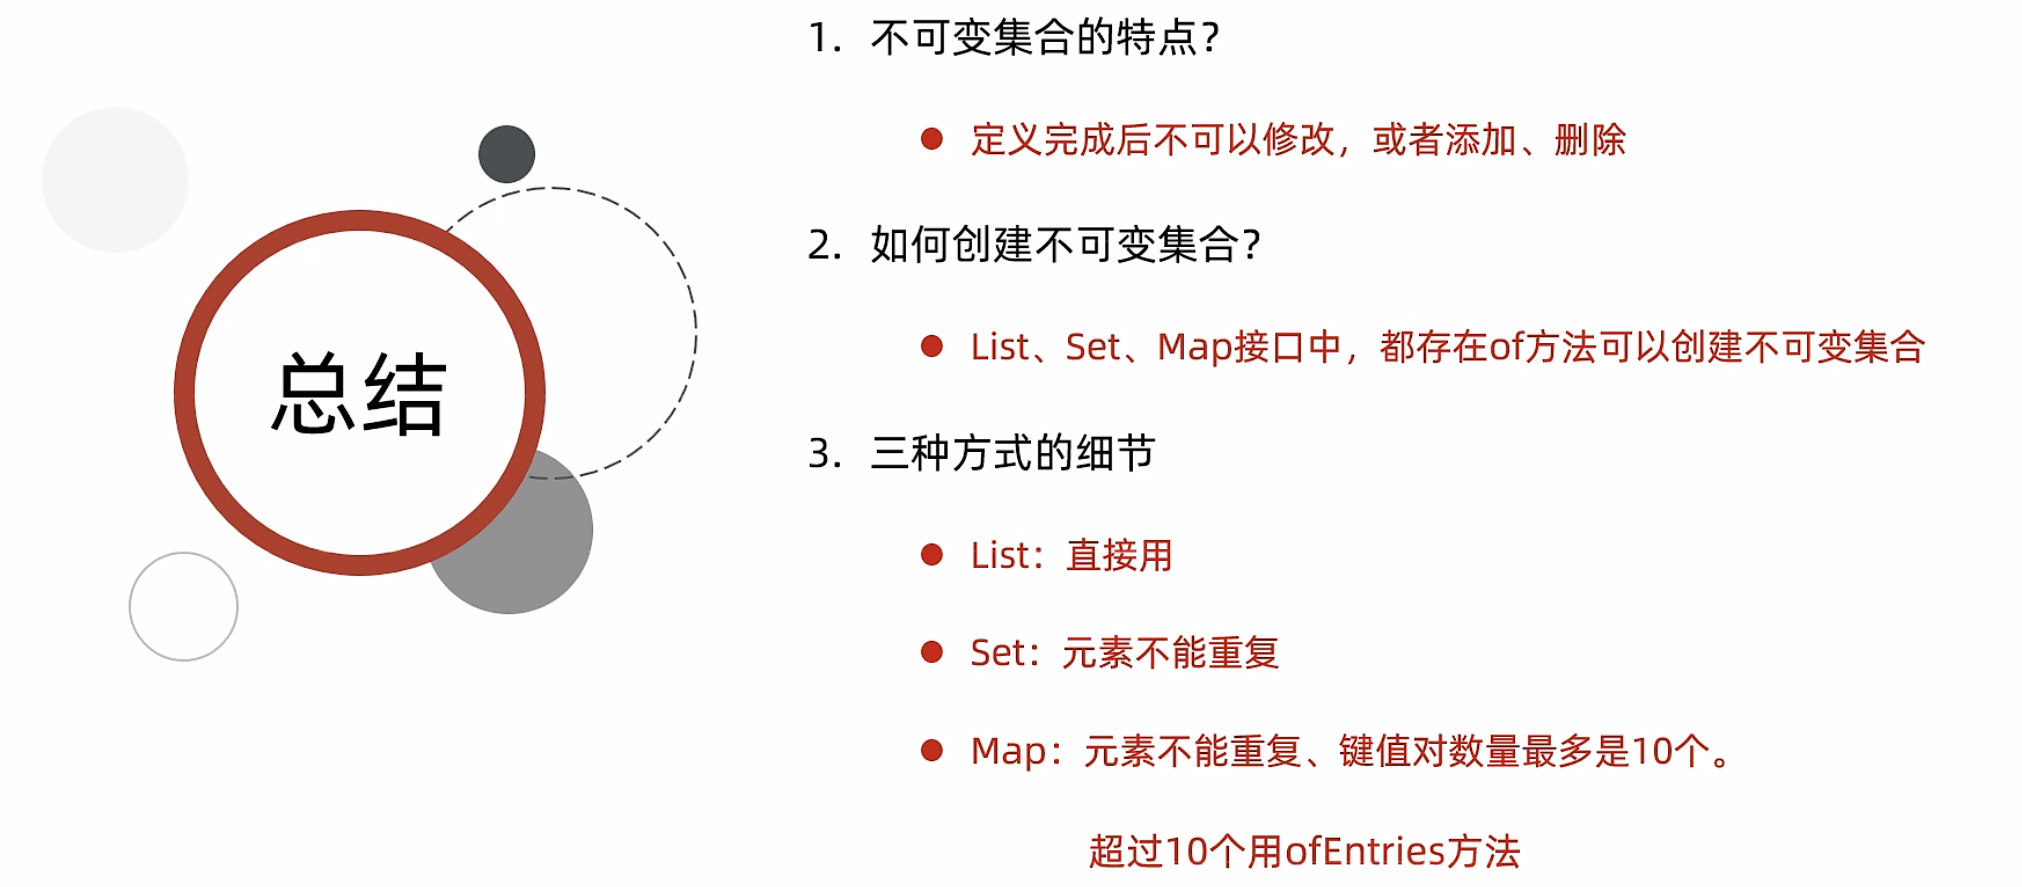 总结
1. 不可变集合的特点？
定义完成后不可以修改，或者添加、删除
2. 如何创建不可变集合？
List、Set、Map接口中，都存在of方法可以创建不可变集合
3. 三种方式的细节
List：直接用
Set：元素不能重复
Map：元素不能重复、键值对数量最多是10个。
超过10个用ofEntries方法